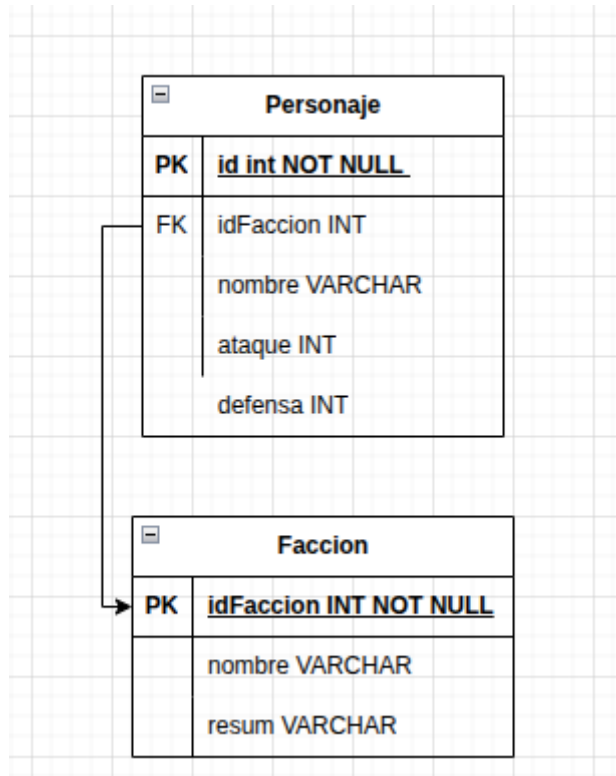 Personaje
PK id int NOT NULL
FK idFaccion INT
nombre VARCHAR
ataque INT
defensa INT
Faccion
PK idFaccion INT NOT NULL
nombre VARCHAR
resum VARCHAR